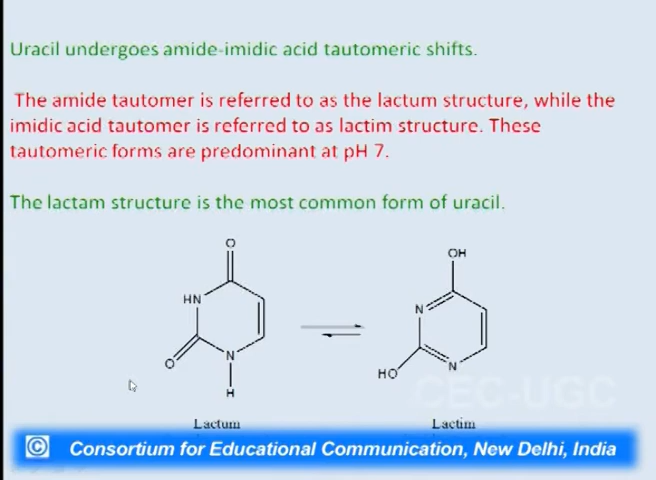 Uracil undergoes amide-imidic acid tautomeric shifts.
The amide tautomer is referred to as the lactum structure, while the
imidic acid tautomer is referred to as lactim structure. These
tautomeric forms are predominant at pH 7.
The lactam structure is the most common form of uracil.
O
OH
HN
N
O
N
N
HO
H
CEC-UGC
Lactum
Lactim
© Consortium for Educational Communication, New Delhi, India